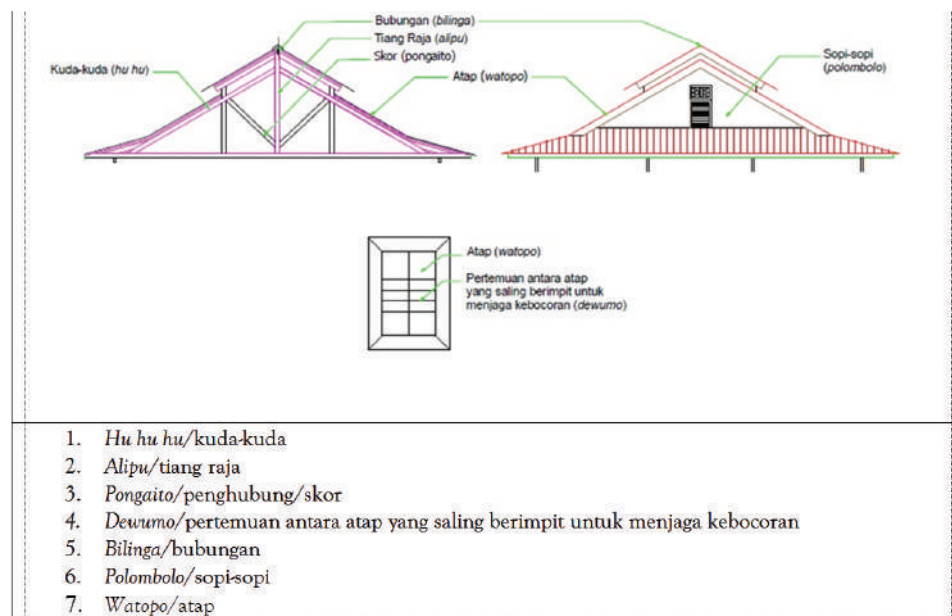 Bubungan (bilinga)
Tiang Raja (alipu)
Skor (pongaito)
Kuda-kuda (hu hu)
Atap (watopo)
Sopi-sopi
(polombolo)
Atap (watopo)
Pertemuan antara atap
yang saling berimpit untuk
menjaga kebocoran (dewumo)
1. Hu hu hu/kuda-kuda
2. Alipu/tiang raja
3. Pongaito/penghubung/skor
4. Dewumo/pertemuan antara atap yang saling berimpit untuk menjaga kebocoran
5. Bilinga/bubungan
6. Polombolo/sopi-sopi
7. Watopo/atap